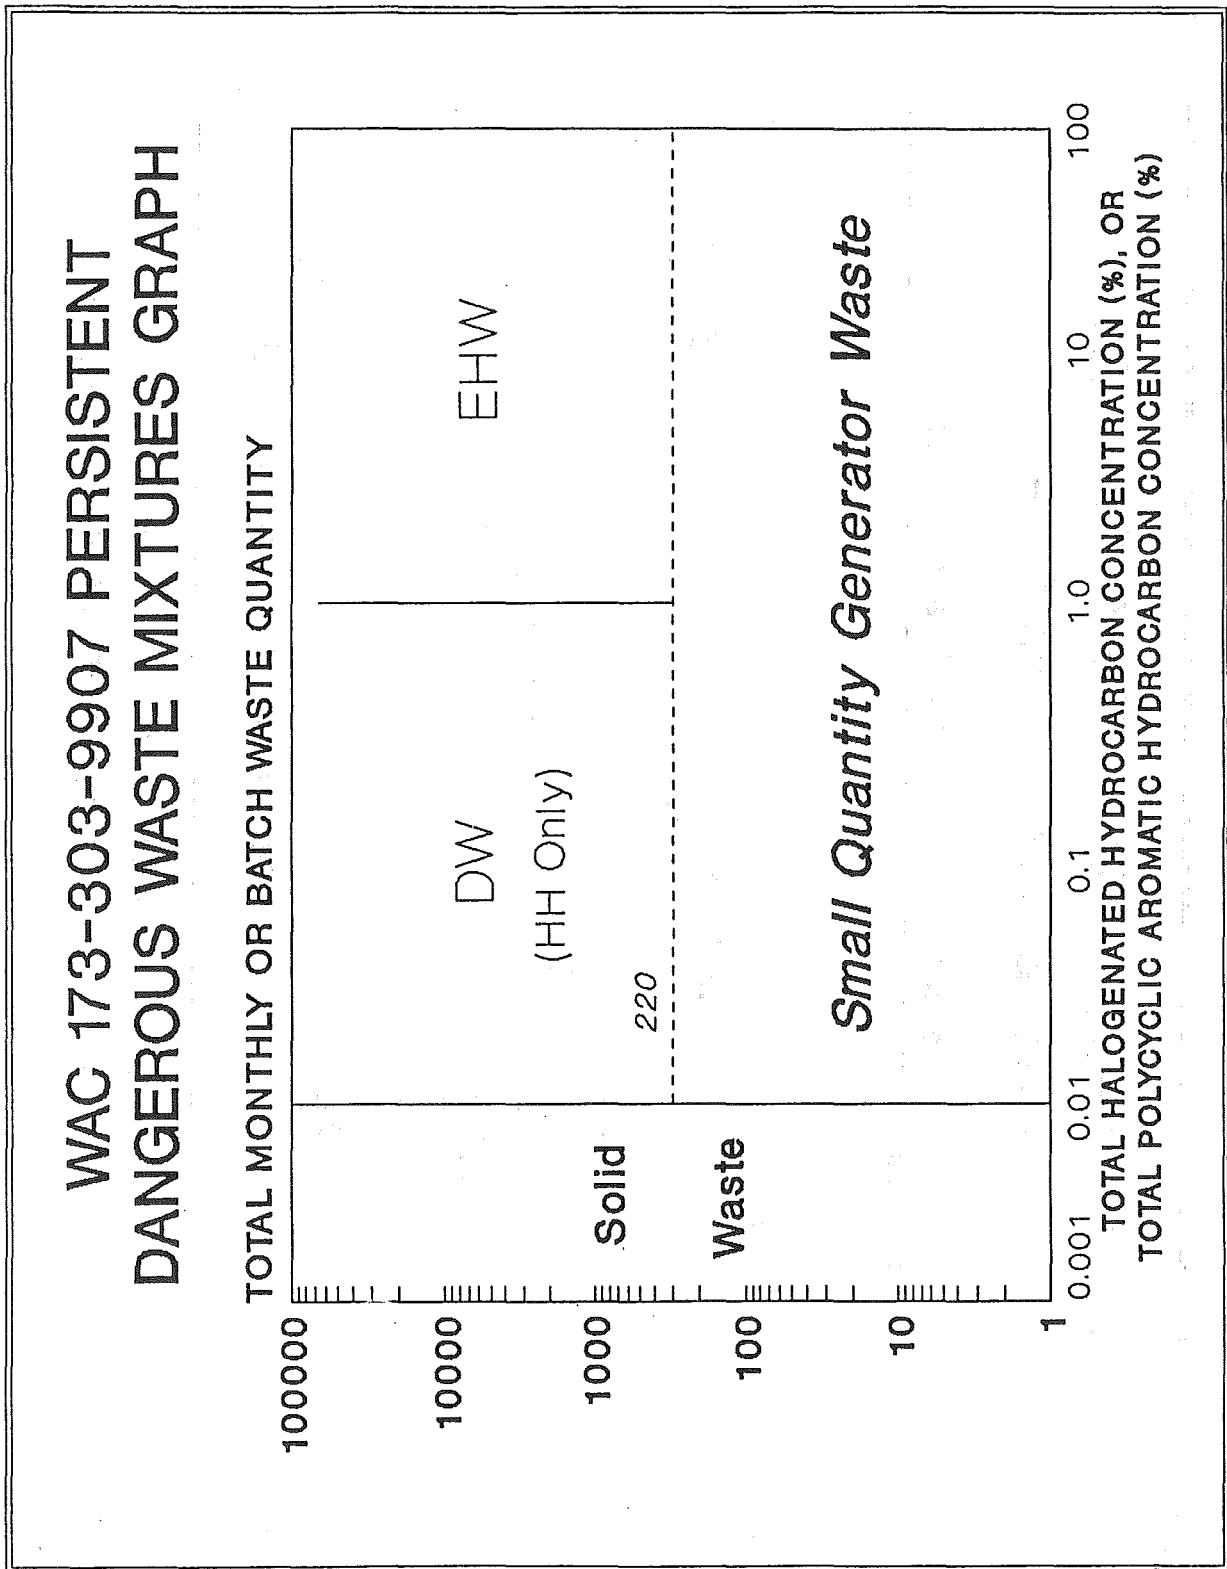 WAC 173-303-9907 PERSISTENT
DANGEROUS WASTE MIXTURES GRAPH
TOTAL MONTHLY OR BATCH WASTE QUANTITY
100000
10000
1000
100
10
1
Solid
Waste
DW
(HH Only)
EHW
220
Small Quantity Generator Waste
0.001
0.01
0.1
1.0
10
100
TOTAL HALOGENATED HYDROCARBON CONCENTRATION (%), OR
TOTAL POLYCYCLIC AROMATIC HYDROCARBON CONCENTRATION (%)